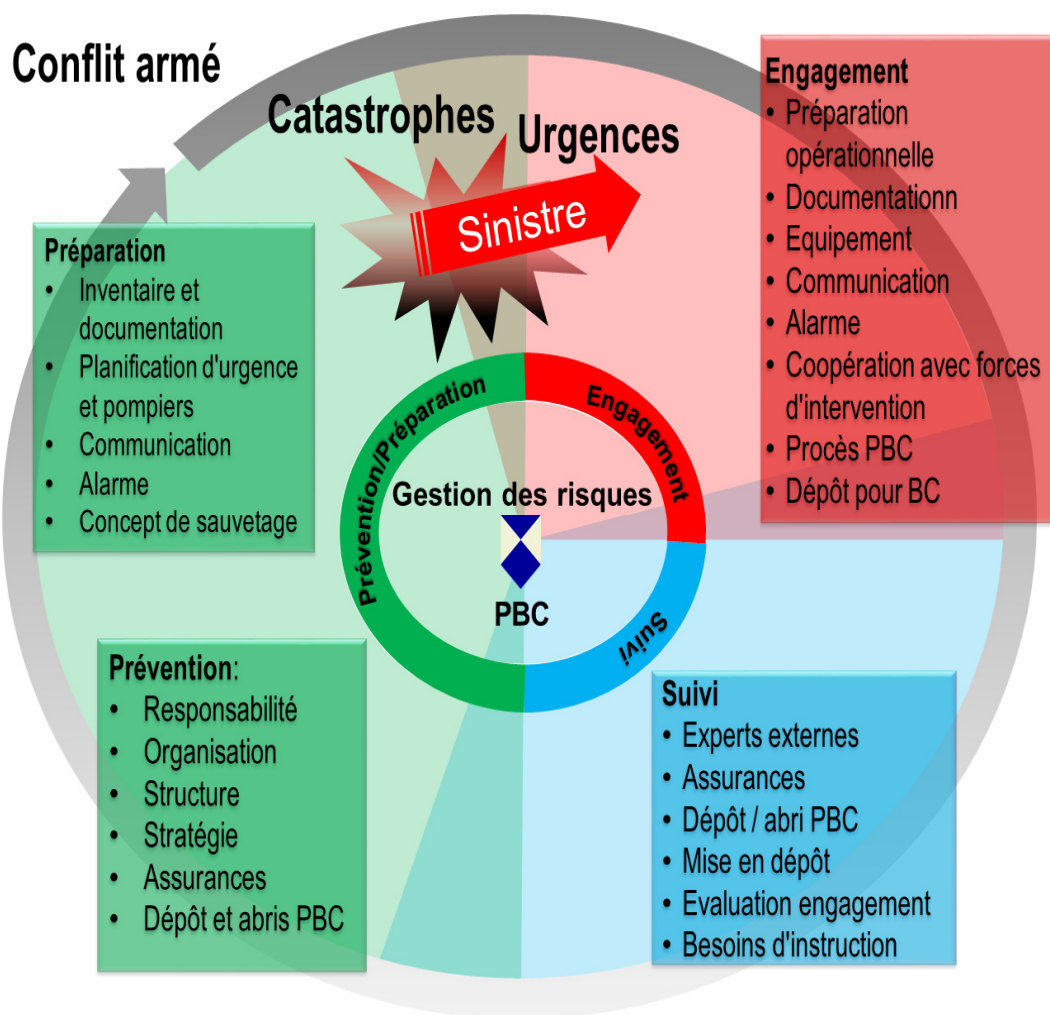 Conflit armé
Catastrophes
Urgences
Sinistre
Engagement
• Préparation
opérationnelle
• Documentationn
• Equipement
• Communication
• Alarme
• Coopération avec forces
d'intervention
• Procès PBC
• Dépôt pour BC
Préparation
• Inventaire et
documentation
• Planification d'urgence
et pompiers
• Communication
• Alarme
• Concept de sauvetage
Prévention/Préparation
Engagement
Suivi
Gestion des risques
PBC
Prévention:
• Responsabilité
• Organisation
• Structure
• Stratégie
• Assurances
• Dépôt et abris PBC
Suivi
• Experts externes
• Assurances
• Dépôt / abri PBC
• Mise en dépôt
• Evaluation engagement
• Besoins d'instruction